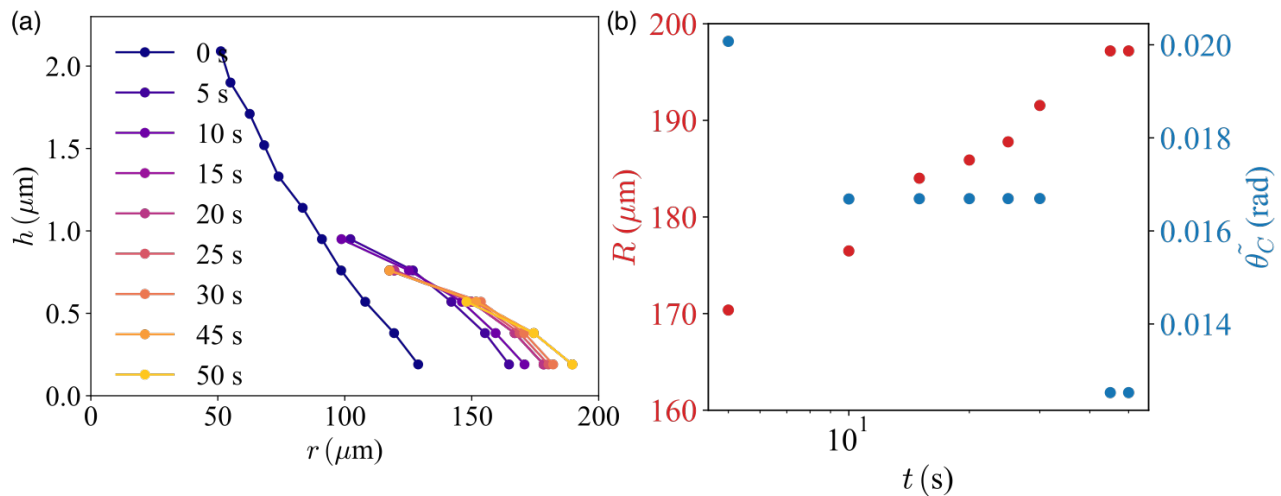 (a)
h (μm)
2.0
1.5
1.0
0.5
0.0
0 s
5 s
10 s
15 s
20 s
25 s
30 s
45 s
50 s
0
50
100
150
200
r (μm)
(b)
R (μm)
200
190
180
170
160
10¹
t (s)
0.020
0.018
0.016
0.014
θ̃_C (rad)